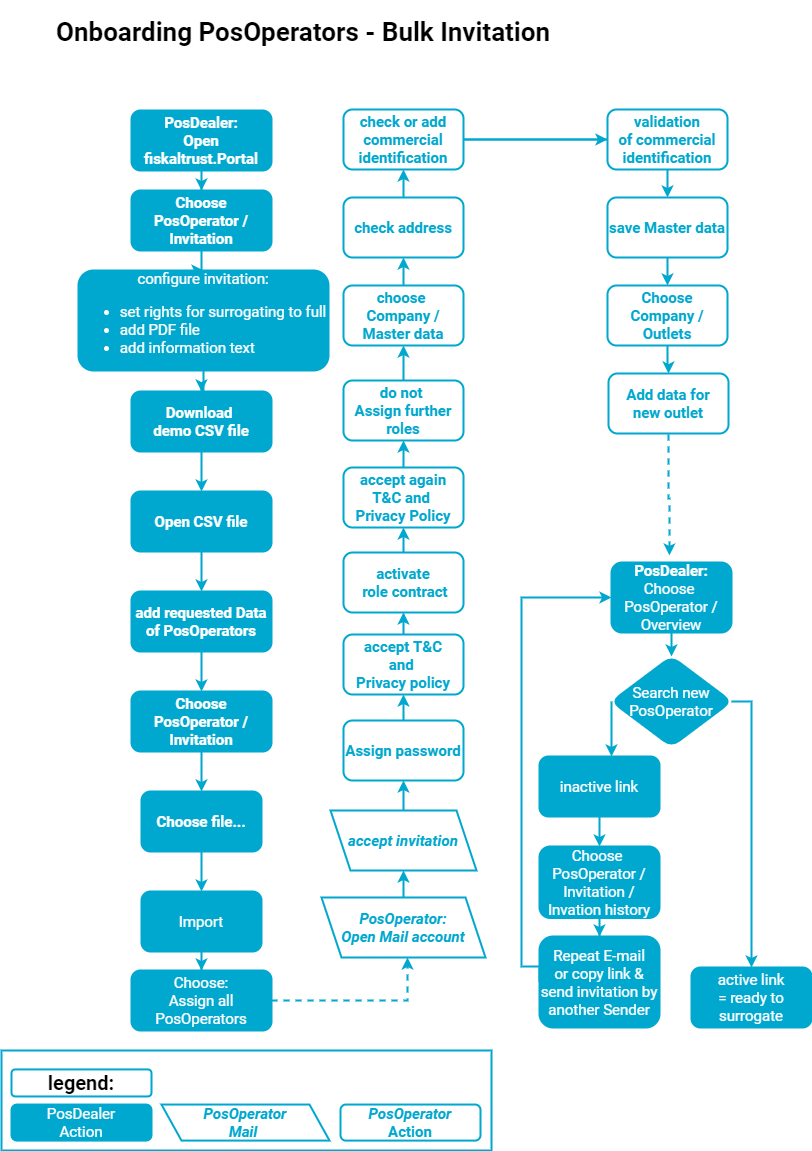 Onboarding PosOperators - Bulk Invitation
PosDealer:
Open
fiskaltrust.Portal
Choose
PosOperator /
Invitation
configure invitation:
• set rights for surrogating to full
• add PDF file
• add information text
Download
demo CSV file
Open CSV file
add requested Data
of PosOperators
Choose
PosOperator /
Invitation
Choose file...
Import
Choose:
Assign all
PosOperators
PosOperator:
Open Mail account
accept invitation
Assign password
accept T&C
and
Privacy policy
activate
role contract
accept again
T&C and
Privacy Policy
do not
Assign further
roles
choose
Company /
Master data
check address
check or add
commercial
identification
validation
of commercial
identification
save Master data
Choose
Company /
Outlets
Add data for
new outlet
PosDealer:
Choose
PosOperator /
Overview
Search new
PosOperator
inactive link
Choose
PosOperator /
Invitation /
Invation history
Repeat E-mail
or copy link &
send invitation by
another Sender
active link
= ready to
surrogate
legend:
PosDealer
Action
PosOperator
Mail
PosOperator
Action